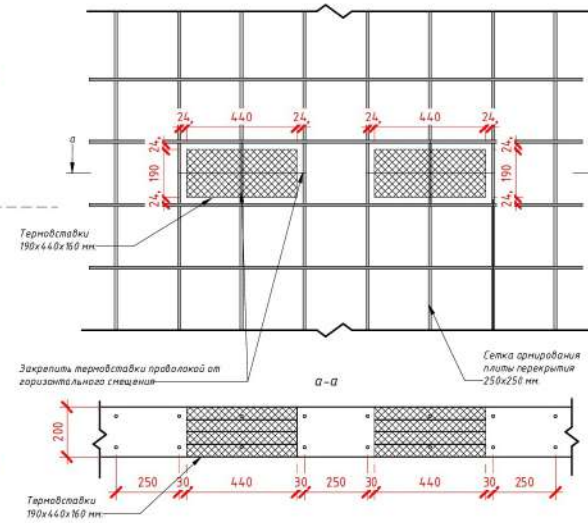 24, 440 24, 24, 440 24,
a
24, 190 24,
24, 190 24,
Термовставки
190х440х160 мм.
Закрепить термовставки проволокой от
горизонтального смещения
a-a
Сетка армирования
плиты перекрытия
250х250 мм.
200
250 30 440 30 250 30 440 30 250
Термовставки
190х440х160 мм.